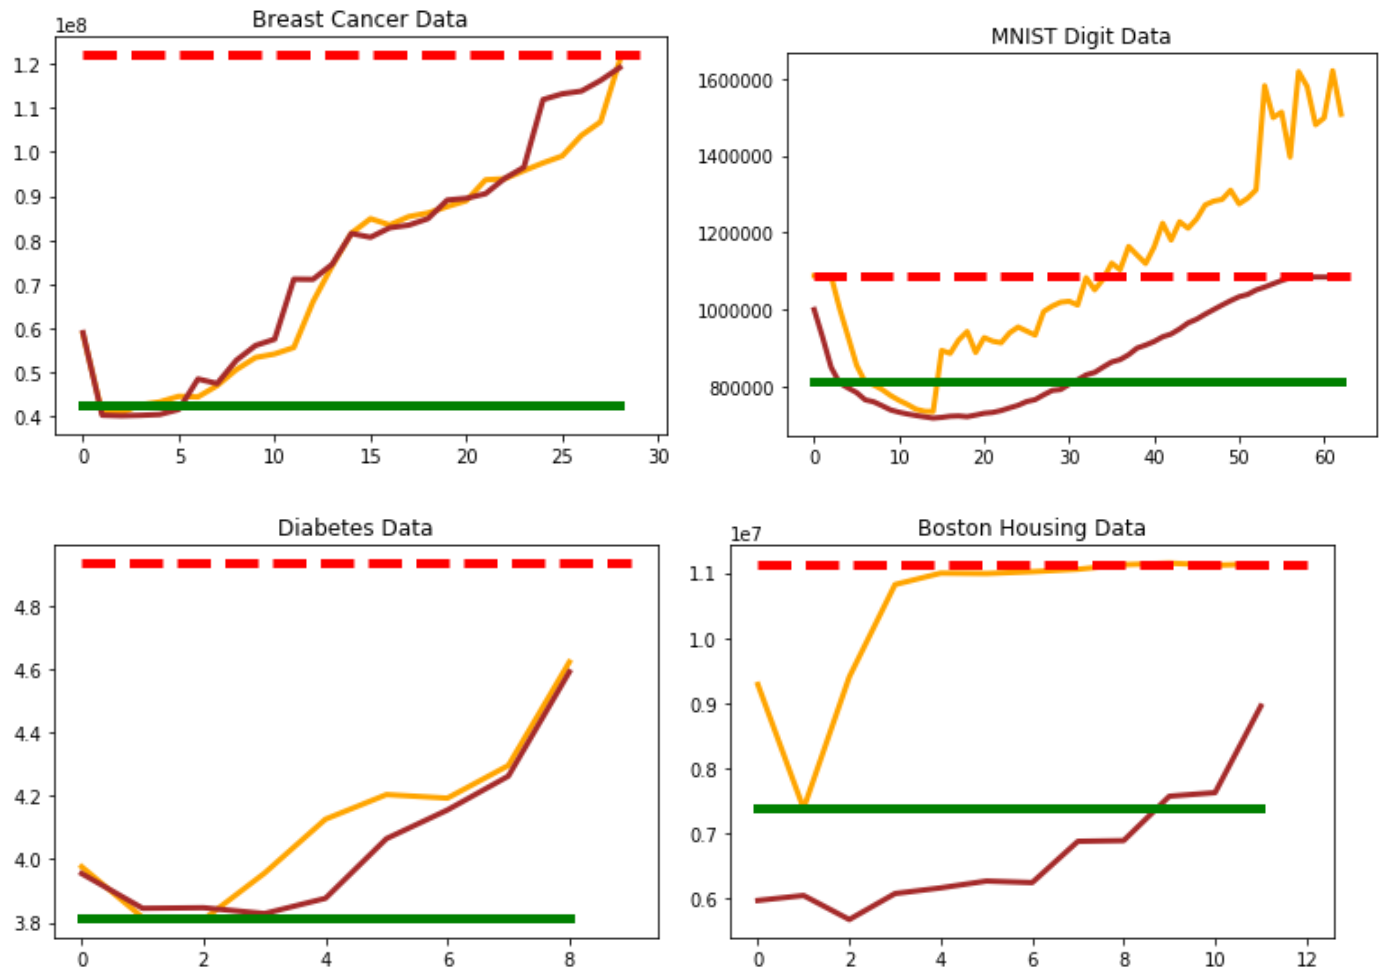 Breast Cancer Data
1e8
1.2
1.1
1.0
0.9
0.8
0.7
0.6
0.5
0.4
0 5 10 15 20 25 30
MNIST Digit Data
1600000
1400000
1200000
1000000
800000
0 10 20 30 40 50 60
Diabetes Data
4.8
4.6
4.4
4.2
4.0
3.8
0 2 4 6 8
Boston Housing Data
1e7
1.1
1.0
0.9
0.8
0.7
0.6
0 2 4 6 8 10 12